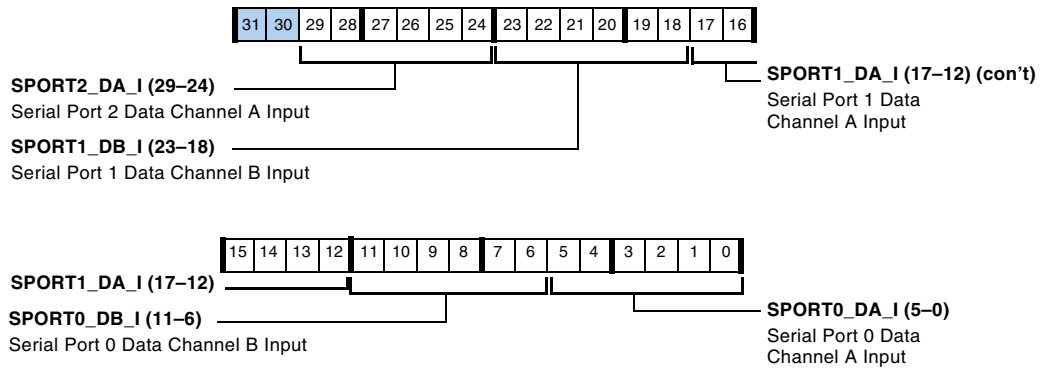 31 30 29 28 27 26 25 24 23 22 21 20 19 18 17 16
SPORT2_DA_I (29–24)
Serial Port 2 Data Channel A Input
SPORT1_DB_I (23–18)
Serial Port 1 Data Channel B Input
SPORT1_DA_I (17–12) (con't)
Serial Port 1 Data
Channel A Input
15 14 13 12 11 10 9 8 7 6 5 4 3 2 1 0
SPORT1_DA_I (17–12)
SPORT0_DB_I (11–6)
Serial Port 0 Data Channel B Input
SPORT0_DA_I (5–0)
Serial Port 0 Data
Channel A Input